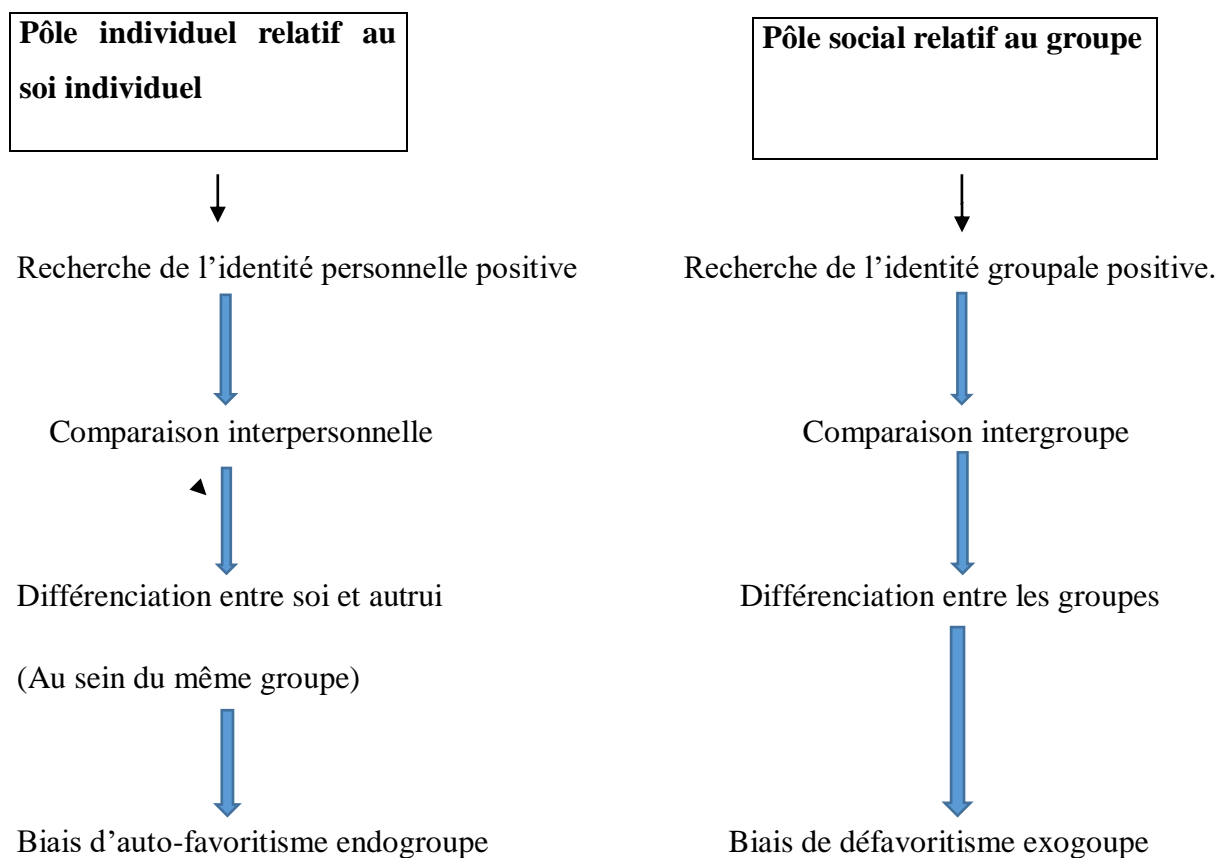 Pôle individuel relatif au
soi individuel
Pôle social relatif au groupe
Recherche de l’identité personnelle positive
Recherche de l’identité groupale positive.
Comparaison interpersonnelle
Comparaison intergroupe
Différenciation entre soi et autrui
Différenciation entre les groupes
(Au sein du même groupe)
Biais d’auto-favoritisme endogroupe
Biais de défavoritisme exogoupe